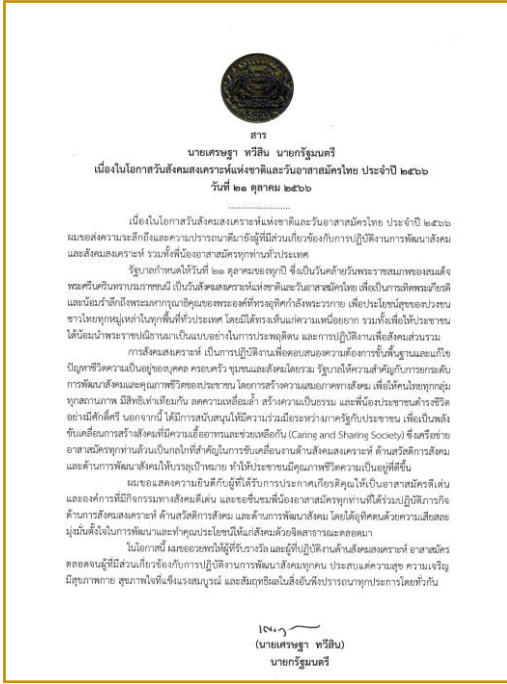 สาร
นายเศรษฐา ทวีสิน นายกรัฐมนตรี
เนื่องในโอกาสวันสังคมสงเคราะห์แห่งชาติและวันอาสาสมัครไทย ประจำปี ๒๕๖๖
วันที่ ๒๑ ตุลาคม ๒๕๖๖
........................
เนื่องในโอกาสวันสังคมสงเคราะห์แห่งชาติและวันอาสาสมัครไทย ประจำปี ๒๕๖๖
ผมขอส่งความระลึกถึงและความปรารถนาดีมายังผู้ที่มีส่วนเกี่ยวข้องกับการปฏิบัติงานการพัฒนาสังคม
และสังคมสงเคราะห์ รวมทั้งพี่น้องอาสาสมัครทุกท่านทั่วประเทศ
รัฐบาลกำหนดให้วันที่ ๒๑ ตุลาคมของทุกปี ซึ่งเป็นวันคล้ายวันพระราชสมภพของสมเด็จ
พระศรีนครินทราบรมราชชนนี เป็นวันสังคมสงเคราะห์แห่งชาติและวันอาสาสมัครไทย เพื่อเป็นการเทิดพระเกียรติ
และน้อมรำลึกถึงพระมหากรุณาธิคุณของพระองค์ที่ทรงอุทิศกำลังพระวรกาย เพื่อประโยชน์สุขของปวงชน
ชาวไทยทุกหมู่เหล่าในทุกพื้นที่ทั่วประเทศ โดยมิได้ทรงเห็นแก่ความเหนื่อยยาก รวมทั้งเพื่อให้ประชาชน
ได้น้อมนำพระราชปณิธานมาเป็นแบบอย่างในการประพฤติตน และการปฏิบัติงานเพื่อสังคมส่วนรวม
การสังคมสงเคราะห์ เป็นการปฏิบัติงานเพื่อตอบสนองความต้องการขั้นพื้นฐานและแก้ไข
ปัญหาชีวิตความเป็นอยู่ของบุคคล ครอบครัว ชุมชนและสังคมโดยรวม รัฐบาลให้ความสำคัญกับการยกระดับ
การพัฒนาสังคมและคุณภาพชีวิตของประชาชน โดยการสร้างความเสมอภาคทางสังคม เพื่อให้คนไทยทุกกลุ่ม
ทุกสถานภาพ มีสิทธิเท่าเทียมกัน ลดความเหลื่อมล้ำ สร้างความเป็นธรรม และพี่น้องประชาชนดำรงชีวิต
อย่างมีศักดิ์ศรี นอกจากนี้ ได้มีการสนับสนุนให้มีความร่วมมือระหว่างภาครัฐกับประชาชน เพื่อเป็นพลัง
ขับเคลื่อนการสร้างสังคมที่มีความเอื้ออาทรและช่วยเหลือกัน (Caring and Sharing Society) ซึ่งเครือข่าย
อาสาสมัครทุกท่านล้วนเป็นกลไกที่สำคัญในการขับเคลื่อนงานด้านสังคมสงเคราะห์ ด้านสวัสดิการสังคม
และด้านการพัฒนาสังคมให้บรรลุเป้าหมาย ทำให้ประชาชนมีคุณภาพชีวิตความเป็นอยู่ที่ดีขึ้น
ผมขอแสดงความยินดีกับผู้ที่ได้รับการประกาศเกียรติคุณให้เป็นอาสาสมัครดีเด่น
และองค์การที่มีกิจกรรมทางสังคมดีเด่น และขอชื่นชมพี่น้องอาสาสมัครทุกท่านที่ได้ร่วมปฏิบัติภารกิจ
ด้านการสังคมสงเคราะห์ ด้านสวัสดิการสังคม และด้านการพัฒนาสังคม โดยได้อุทิศตนด้วยความเสียสละ
มุ่งมั่นตั้งใจในการพัฒนาและทำคุณประโยชน์ให้แก่สังคมด้วยจิตสาธารณะตลอดมา
ในโอกาสนี้ ผมขออวยพรให้ผู้ที่รับรางวัล และผู้ที่ปฏิบัติงานด้านสังคมสงเคราะห์ อาสาสมัคร
ตลอดจนผู้ที่มีส่วนเกี่ยวข้องกับการปฏิบัติงานการพัฒนาสังคมทุกคน ประสบแต่ความสุข ความเจริญ
มีสุขภาพกาย สุขภาพใจที่แข็งแรงสมบูรณ์ และสัมฤทธิผลในสิ่งอันพึงปรารถนาทุกประการโดยทั่วกัน
(นายเศรษฐา ทวีสิน)
นายกรัฐมนตรี